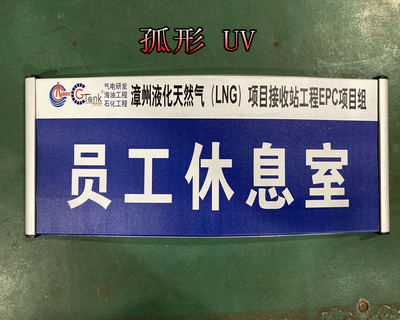 孤形 UV
GTank
气电研发
海油工程
石化工程
漳州液化天然气（LNG）项目接收站工程EPC项目组
员工休息室